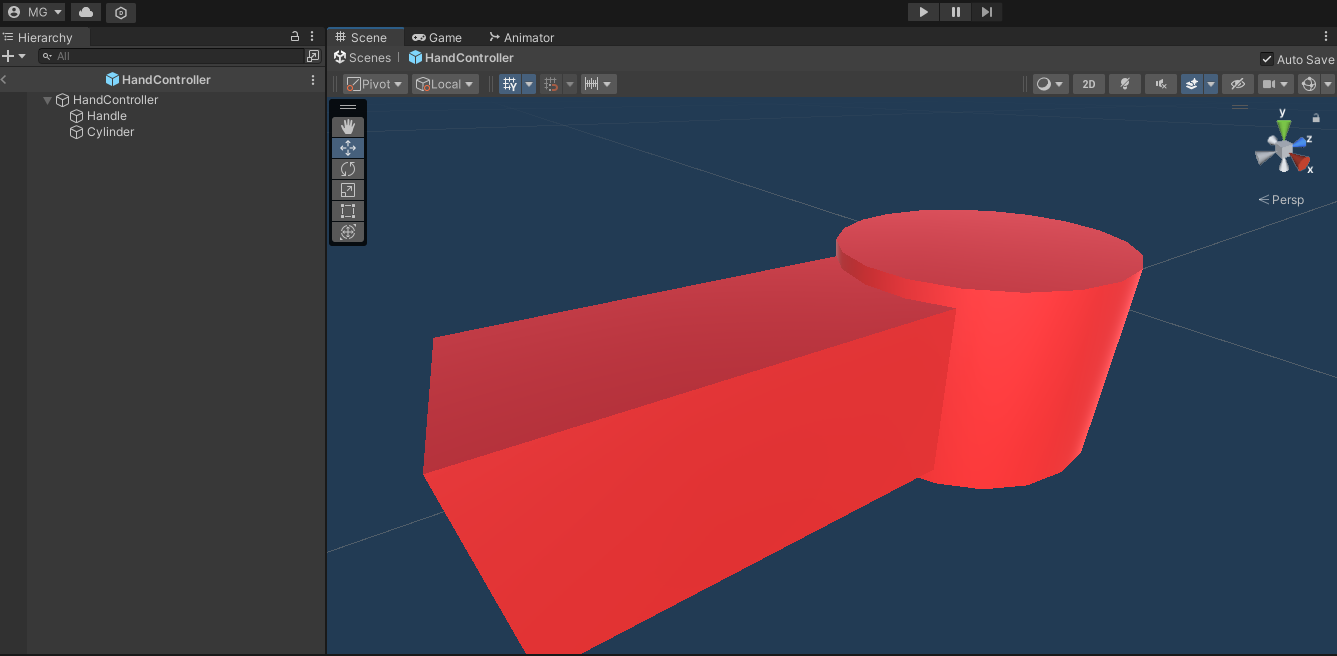 MG
Hierarchy
All
HandController
HandController
Handle
Cylinder
Scene Game Animator
Scenes | HandController
Auto Save
Pivot Local 2D
y
z
x
Persp